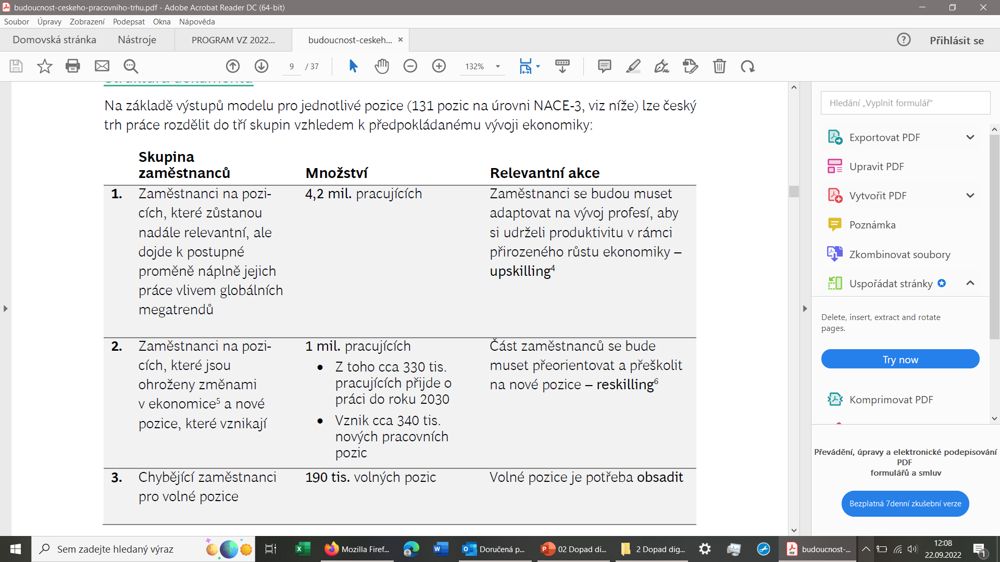 budoucnost-ceskeho-pracovniho-trhu.pdf - Adobe Acrobat Reader DC (64-bit)
Soubor Úpravy Zobrazení Podepsat Okna Nápověda
Domovská stránka Nástroje PROGRAM VZ 2022... budoucnost-ceskeh... Přihlásit se
9 / 37 132%
Struktura dokumentu
Na základě výstupů modelu pro jednotlivé pozice (131 pozic na úrovni NACE-3, viz níže) lze český
trh práce rozdělit do tří skupin vzhledem k předpokládanému vývoji ekonomiky:
Skupina
zaměstnanců Množství Relevantní akce
1. Zaměstnanci na pozi- 4,2 mil. pracujících Zaměstnanci se budou muset
cích, které zůstanou adaptovat na vývoj profesí, aby
nadále relevantní, ale si udrželi produktivitu v rámci
dojde k postupné přirozeného růstu ekonomiky –
proměně náplně jejich upskilling4
práce vlivem globálních
megatrendů
2. Zaměstnanci na pozi- 1 mil. pracujících Část zaměstnanců se bude
cích, které jsou muset přeorientovat a přeškolit
ohroženy změnami na nové pozice – reskilling6
v ekonomice5 a nové
pozice, které vznikají
• Z toho cca 330 tis.
pracujících přijde o
práci do roku 2030
• Vznik cca 340 tis.
nových pracovních
pozic
3. Chybějící zaměstnanci 190 tis. volných pozic Volné pozice je potřeba obsadit
pro volné pozice
Hledání „Vyplnit formulář“
Exportovat PDF
Upravit PDF
Vytvořit PDF
Poznámka
Zkombinovat soubory
Uspořádat stránky
Delete, insert, extract and rotate
pages.
Try now
Komprimovat PDF
Převádění, úpravy a elektronické podepisování
PDF
formulářů a smluv
Bezplatná 7denní zkušební verze
Sem zadejte hledaný výraz Mozilla Firef... Doručená p... 02 Dopad di... 2 Dopad dig... budoucnost-...
12:08
22.09.2022
1